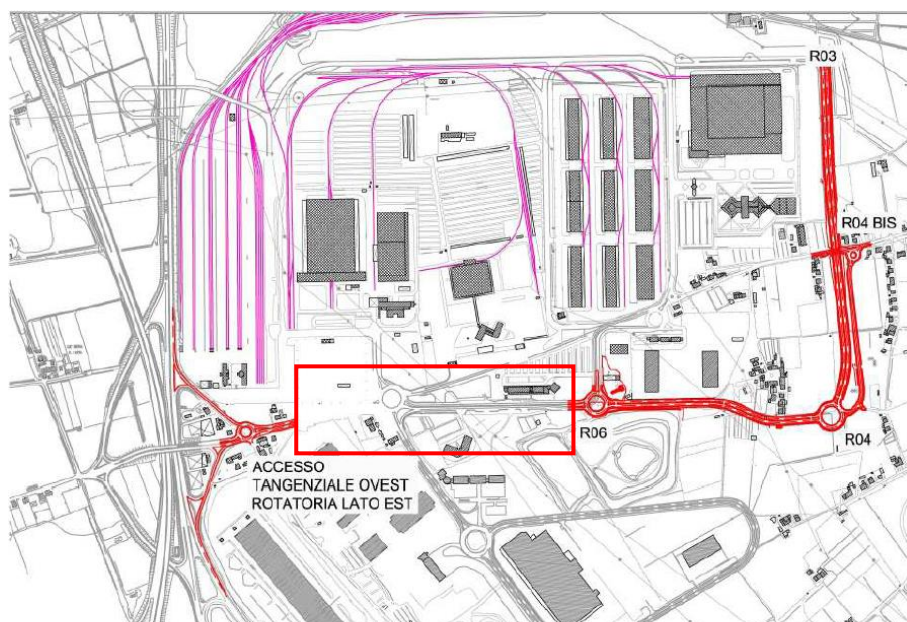 R03
R04 BIS
R06
R04
ACCESSO
TANGENZIALE OVEST
ROTATORIA LATO EST